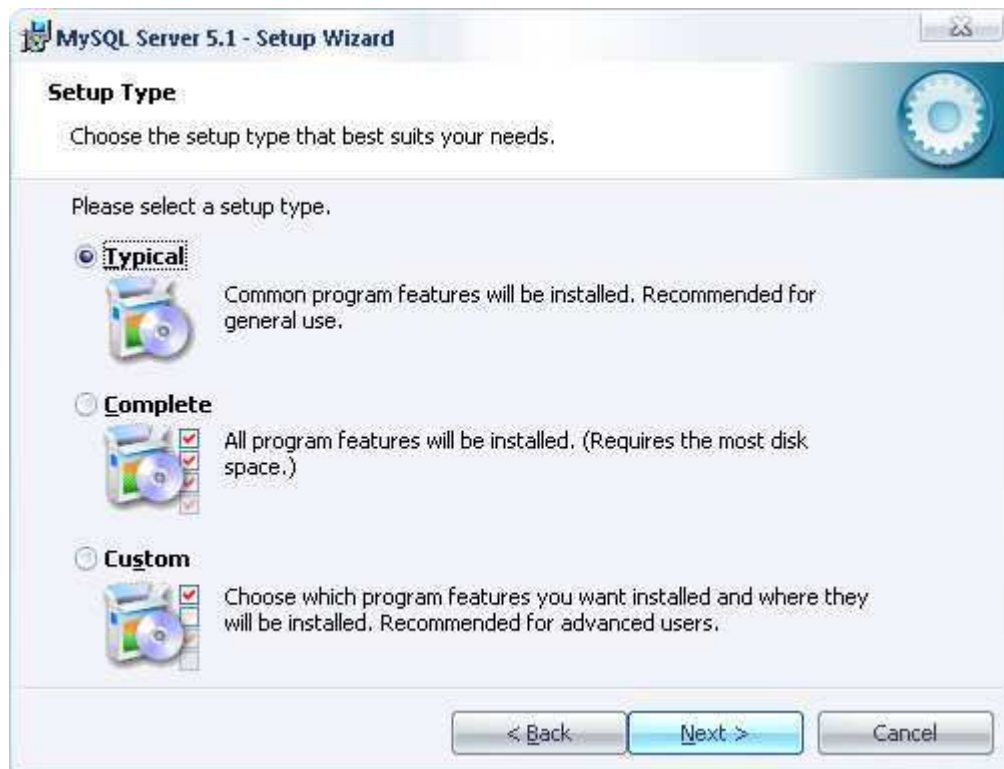 MySQL Server 5.1 - Setup Wizard
Setup Type
Choose the setup type that best suits your needs.
Please select a setup type.
Typical
Common program features will be installed. Recommended for
general use.
Complete
All program features will be installed. (Requires the most disk
space.)
Custom
Choose which program features you want installed and where they
will be installed. Recommended for advanced users.
< Back
Next >
Cancel